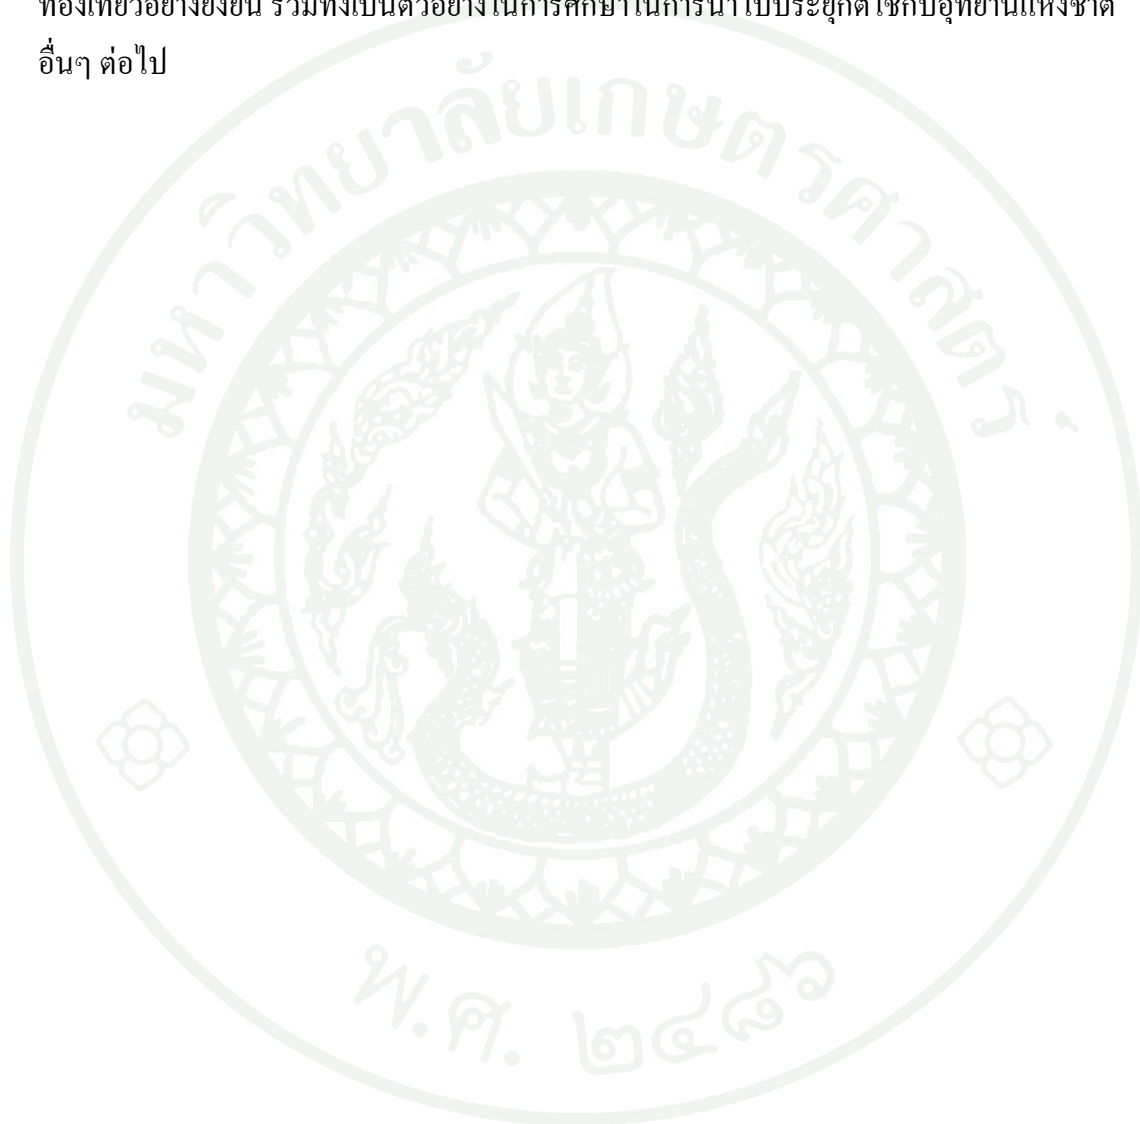 ท่องเที่ยวอย่างยั่งยืน รวมทั้งเป็นตัวอย่างในการศึกษาในการนำไปประยุกต์ใช้กับอุทยานแห่งชาติ
อื่นๆ ต่อไป
มหาวิทยาลัยเกษตรศาสตร์
พ.ศ. ๒๔๘๖